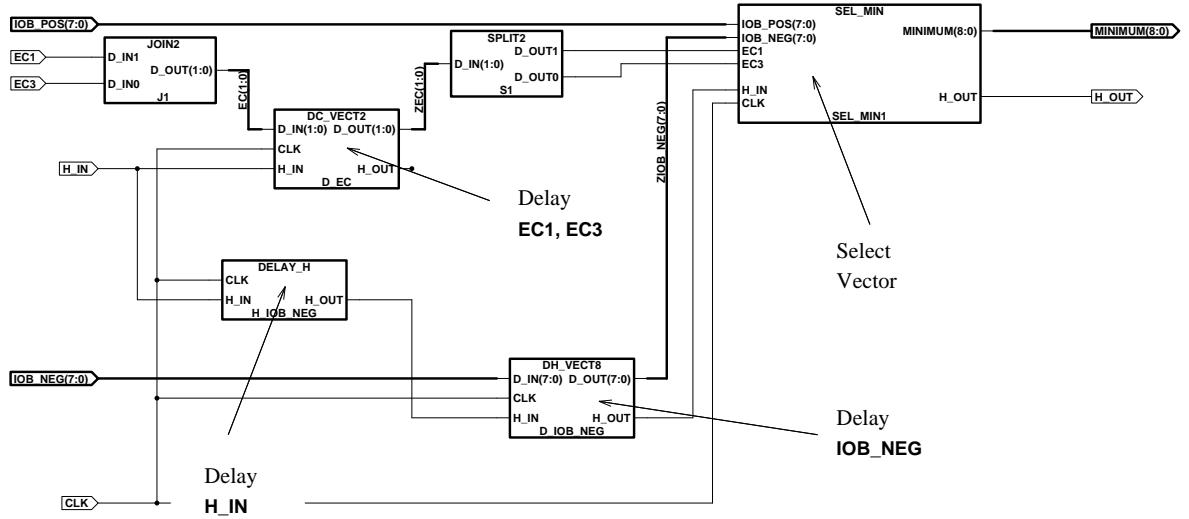 IOB_POS(7:0)
SEL_MIN
IOB_POS(7:0)
IOB_NEG(7:0)
EC1
EC3
H_IN
CLK
MINIMUM(8:0)
H_OUT
SEL_MIN1
MINIMUM(8:0)
H_OUT
EC1
EC3
JOIN2
D_IN1
D_IN0
D_OUT(1:0)
J1
EC(1:0)
DC_VECT2
D_IN(1:0)
D_OUT(1:0)
CLK
H_IN
H_OUT
D_EC
ZEC(1:0)
SPLIT2
D_IN(1:0)
D_OUT1
D_OUT0
S1
ZIOB_NEG(7:0)
H_IN
Delay
EC1, EC3
Select
Vector
DELAY_H
CLK
H_IN
H_OUT
H_IOB_NEG
IOB_NEG(7:0)
DH_VECT8
D_IN(7:0)
D_OUT(7:0)
CLK
H_IN
H_OUT
D_IOB_NEG
Delay
IOB_NEG
Delay
H_IN
CLK